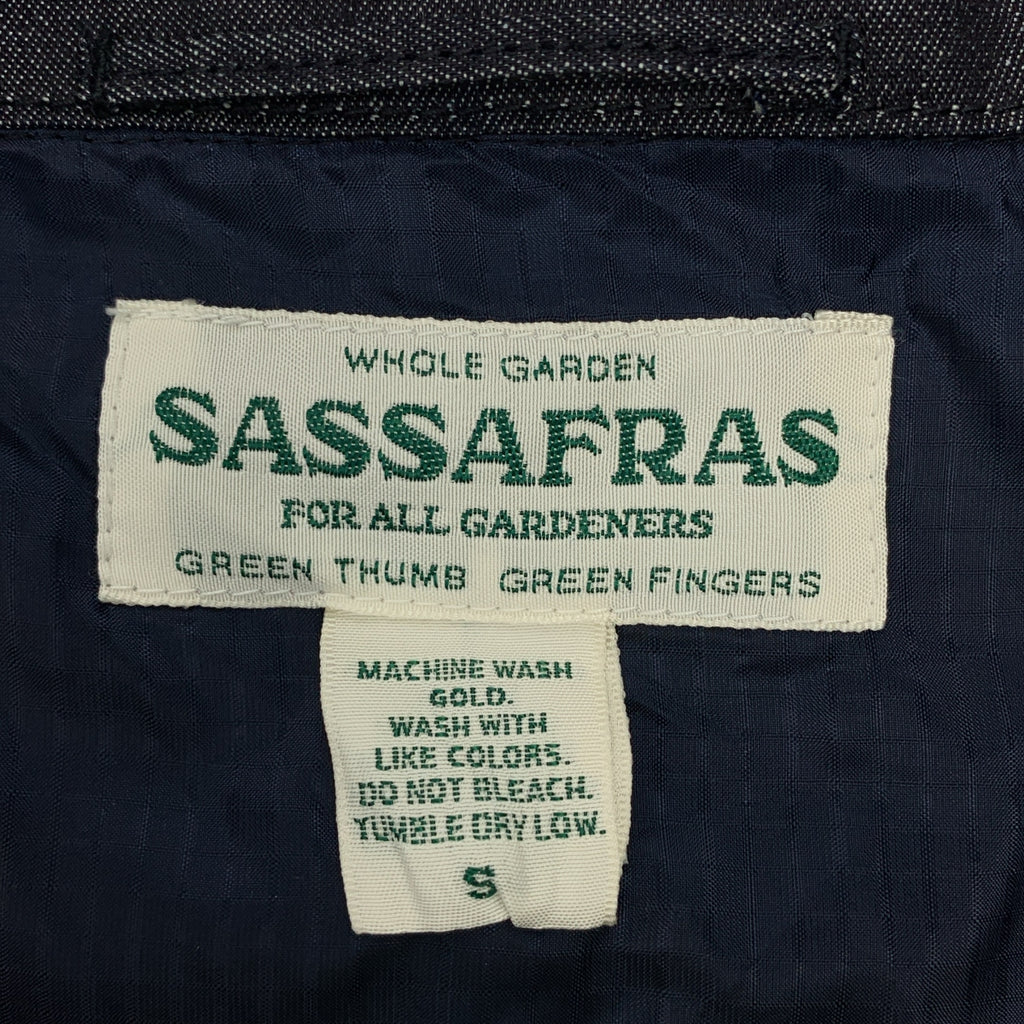 WHOLE GARDEN
SASSAFRAS
FOR ALL GARDENERS
GREEN THUMB GREEN FINGERS
MACHINE WASH
GOLD.
WASH WITH
LIKE COLORS.
DO NOT BLEACH.
TUMBLE DRY LOW.
S